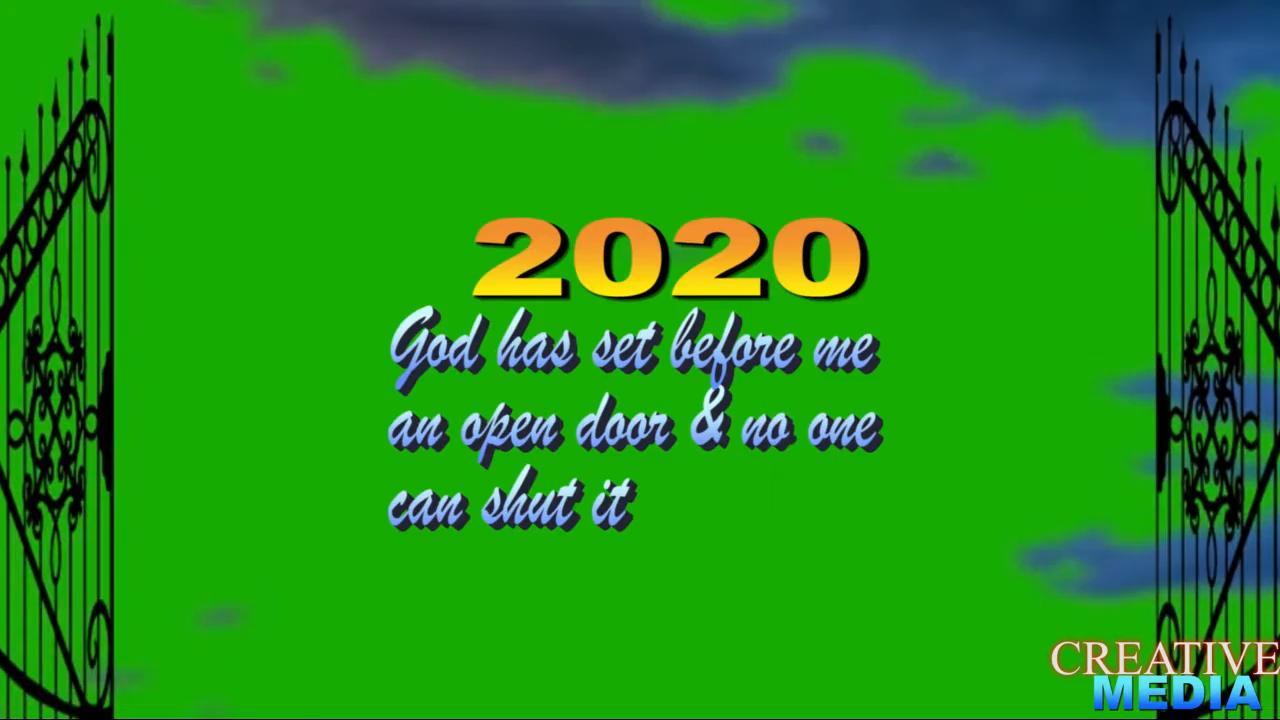 2020
God has set before me
an open door & no one
can shut it
CREATIVE
MEDIA